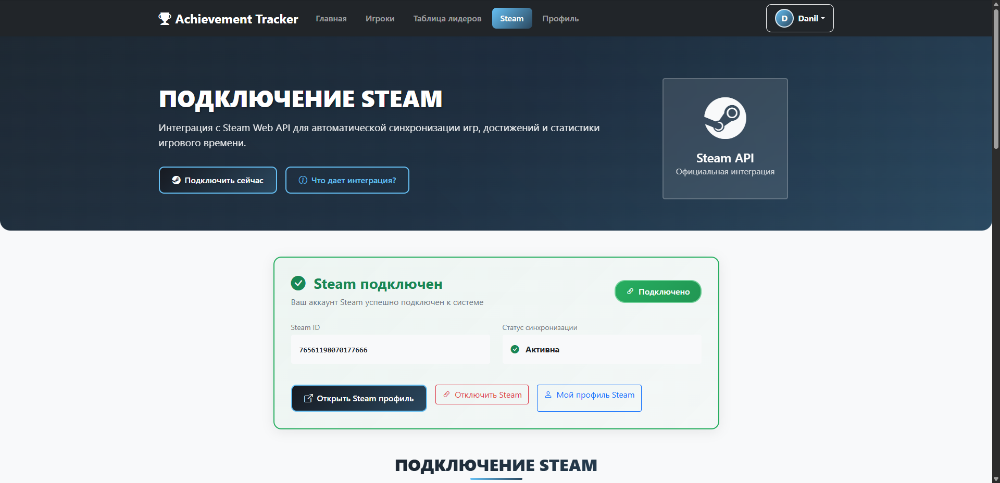 Achievement Tracker
Главная
Игроки
Таблица лидеров
Steam
Профиль
D
Danil
ПОДКЛЮЧЕНИЕ STEAM
Интеграция с Steam Web API для автоматической синхронизации игр, достижений и статистики
игрового времени.
Подключить сейчас
Что дает интеграция?
Steam API
Официальная интеграция
Steam подключен
Ваш аккаунт Steam успешно подключен к системе
Подключено
Steam ID
76561198070177666
Статус синхронизации
Активна
Открыть Steam профиль
Отключить Steam
Мой профиль Steam
ПОДКЛЮЧЕНИЕ STEAM